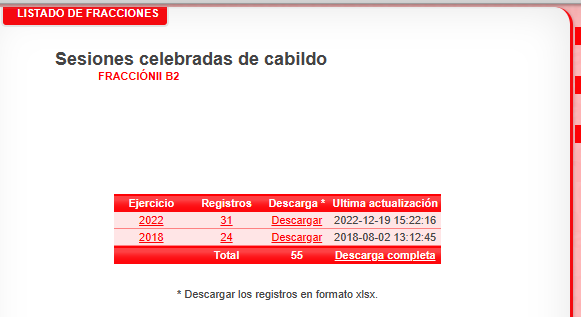 LISTADO DE FRACCIONES
Sesiones celebradas de cabildo
FRACCIÓNII B2
Ejercicio Registros Descarga * Ultima actualización
2022 31 Descargar 2022-12-19 15:22:16
2018 24 Descargar 2018-08-02 13:12:45
Total 55 Descarga completa
* Descargar los registros en formato xlsx.